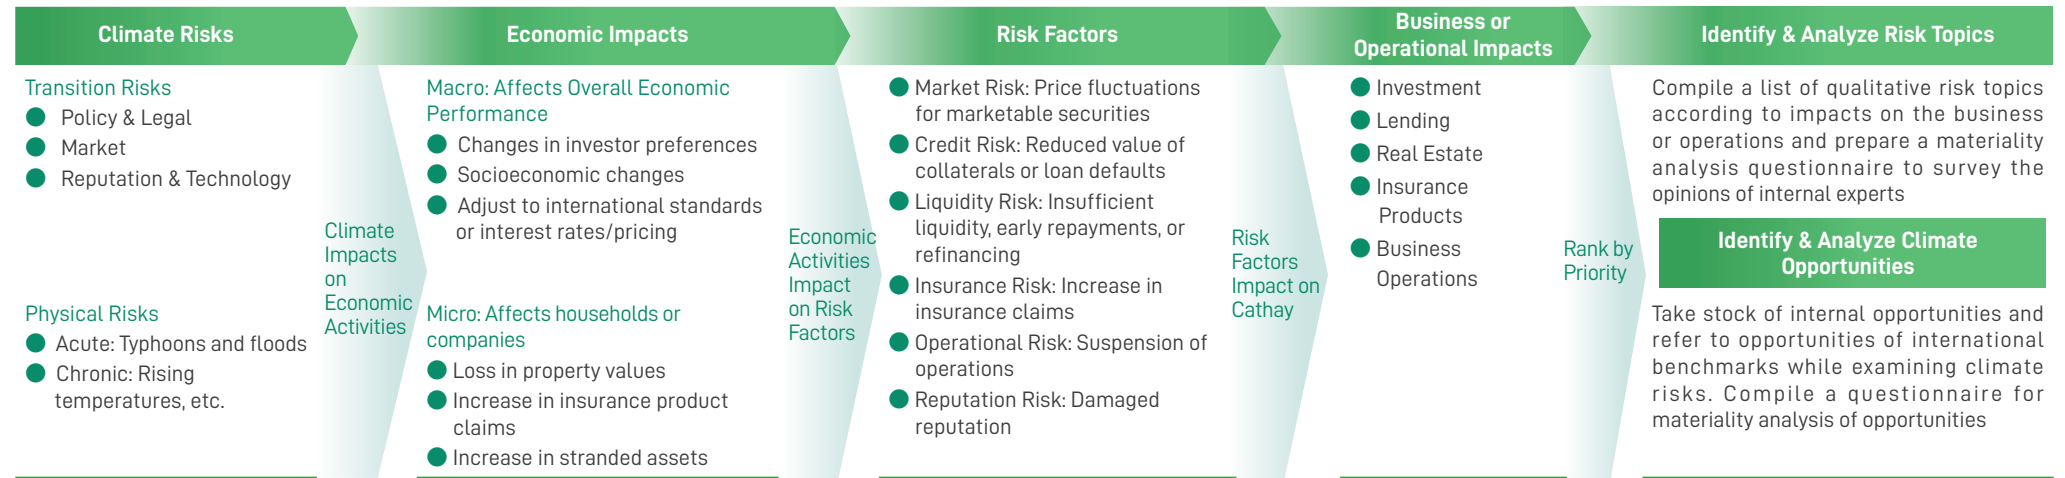 Climate Risks
Transition Risks
● Policy & Legal
● Market
● Reputation & Technology
Physical Risks
● Acute: Typhoons and floods
● Chronic: Rising
temperatures, etc.
Climate
Impacts
on
Economic
Activities
Economic Impacts
Macro: Affects Overall Economic
Performance
● Changes in investor preferences
● Socioeconomic changes
● Adjust to international standards
or interest rates/pricing
Micro: Affects households or
companies
● Loss in property values
● Increase in insurance product
claims
● Increase in stranded assets
Economic
Activities
Impact
on Risk
Factors
Risk Factors
● Market Risk: Price fluctuations
for marketable securities
● Credit Risk: Reduced value of
collaterals or loan defaults
● Liquidity Risk: Insufficient
liquidity, early repayments, or
refinancing
● Insurance Risk: Increase in
insurance claims
● Operational Risk: Suspension of
operations
● Reputation Risk: Damaged
reputation
Risk
Factors
Impact on
Cathay
Business or
Operational Impacts
● Investment
● Lending
● Real Estate
● Insurance
Products
● Business
Operations
Rank by
Priority
Identify & Analyze Risk Topics
Compile a list of qualitative risk topics
according to impacts on the business
or operations and prepare a materiality
analysis questionnaire to survey the
opinions of internal experts
Identify & Analyze Climate
Opportunities
Take stock of internal opportunities and
refer to opportunities of international
benchmarks while examining climate
risks. Compile a questionnaire for
materiality analysis of opportunities